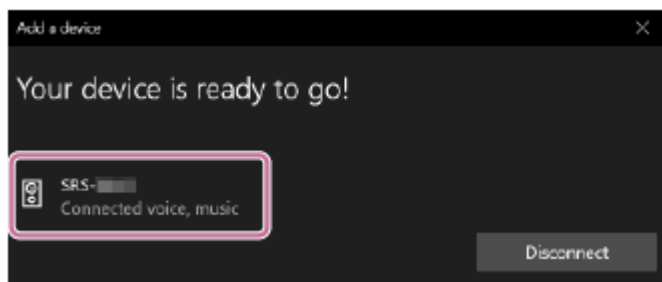 Add a device
Your device is ready to go!
SRS-
Connected voice, music
Disconnect